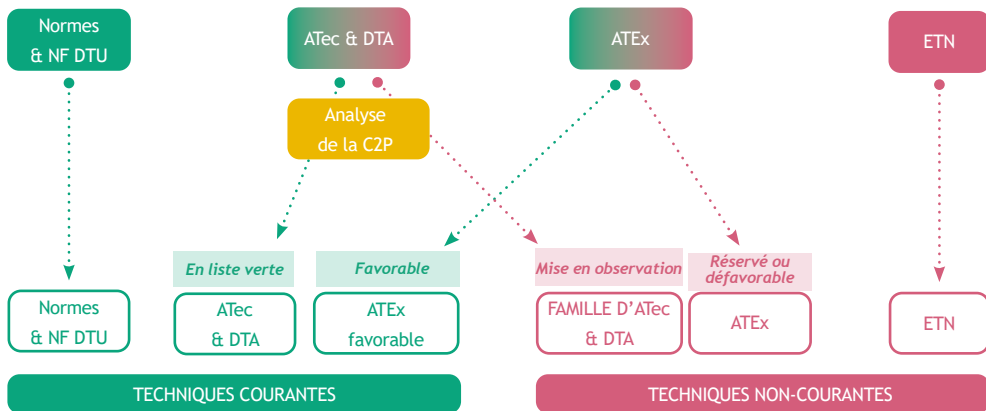 Normes
& NF DTU
ATec & DTA
ATEx
ETN
Analyse
de la C2P
En liste verte
Favorable
Mise en observation
Réservé ou
défavorable
Normes
& NF DTU
ATec
& DTA
ATEx
favorable
FAMILLE D’ATec
& DTA
ATEx
ETN
TECHNIQUES COURANTES
TECHNIQUES NON-COURANTES